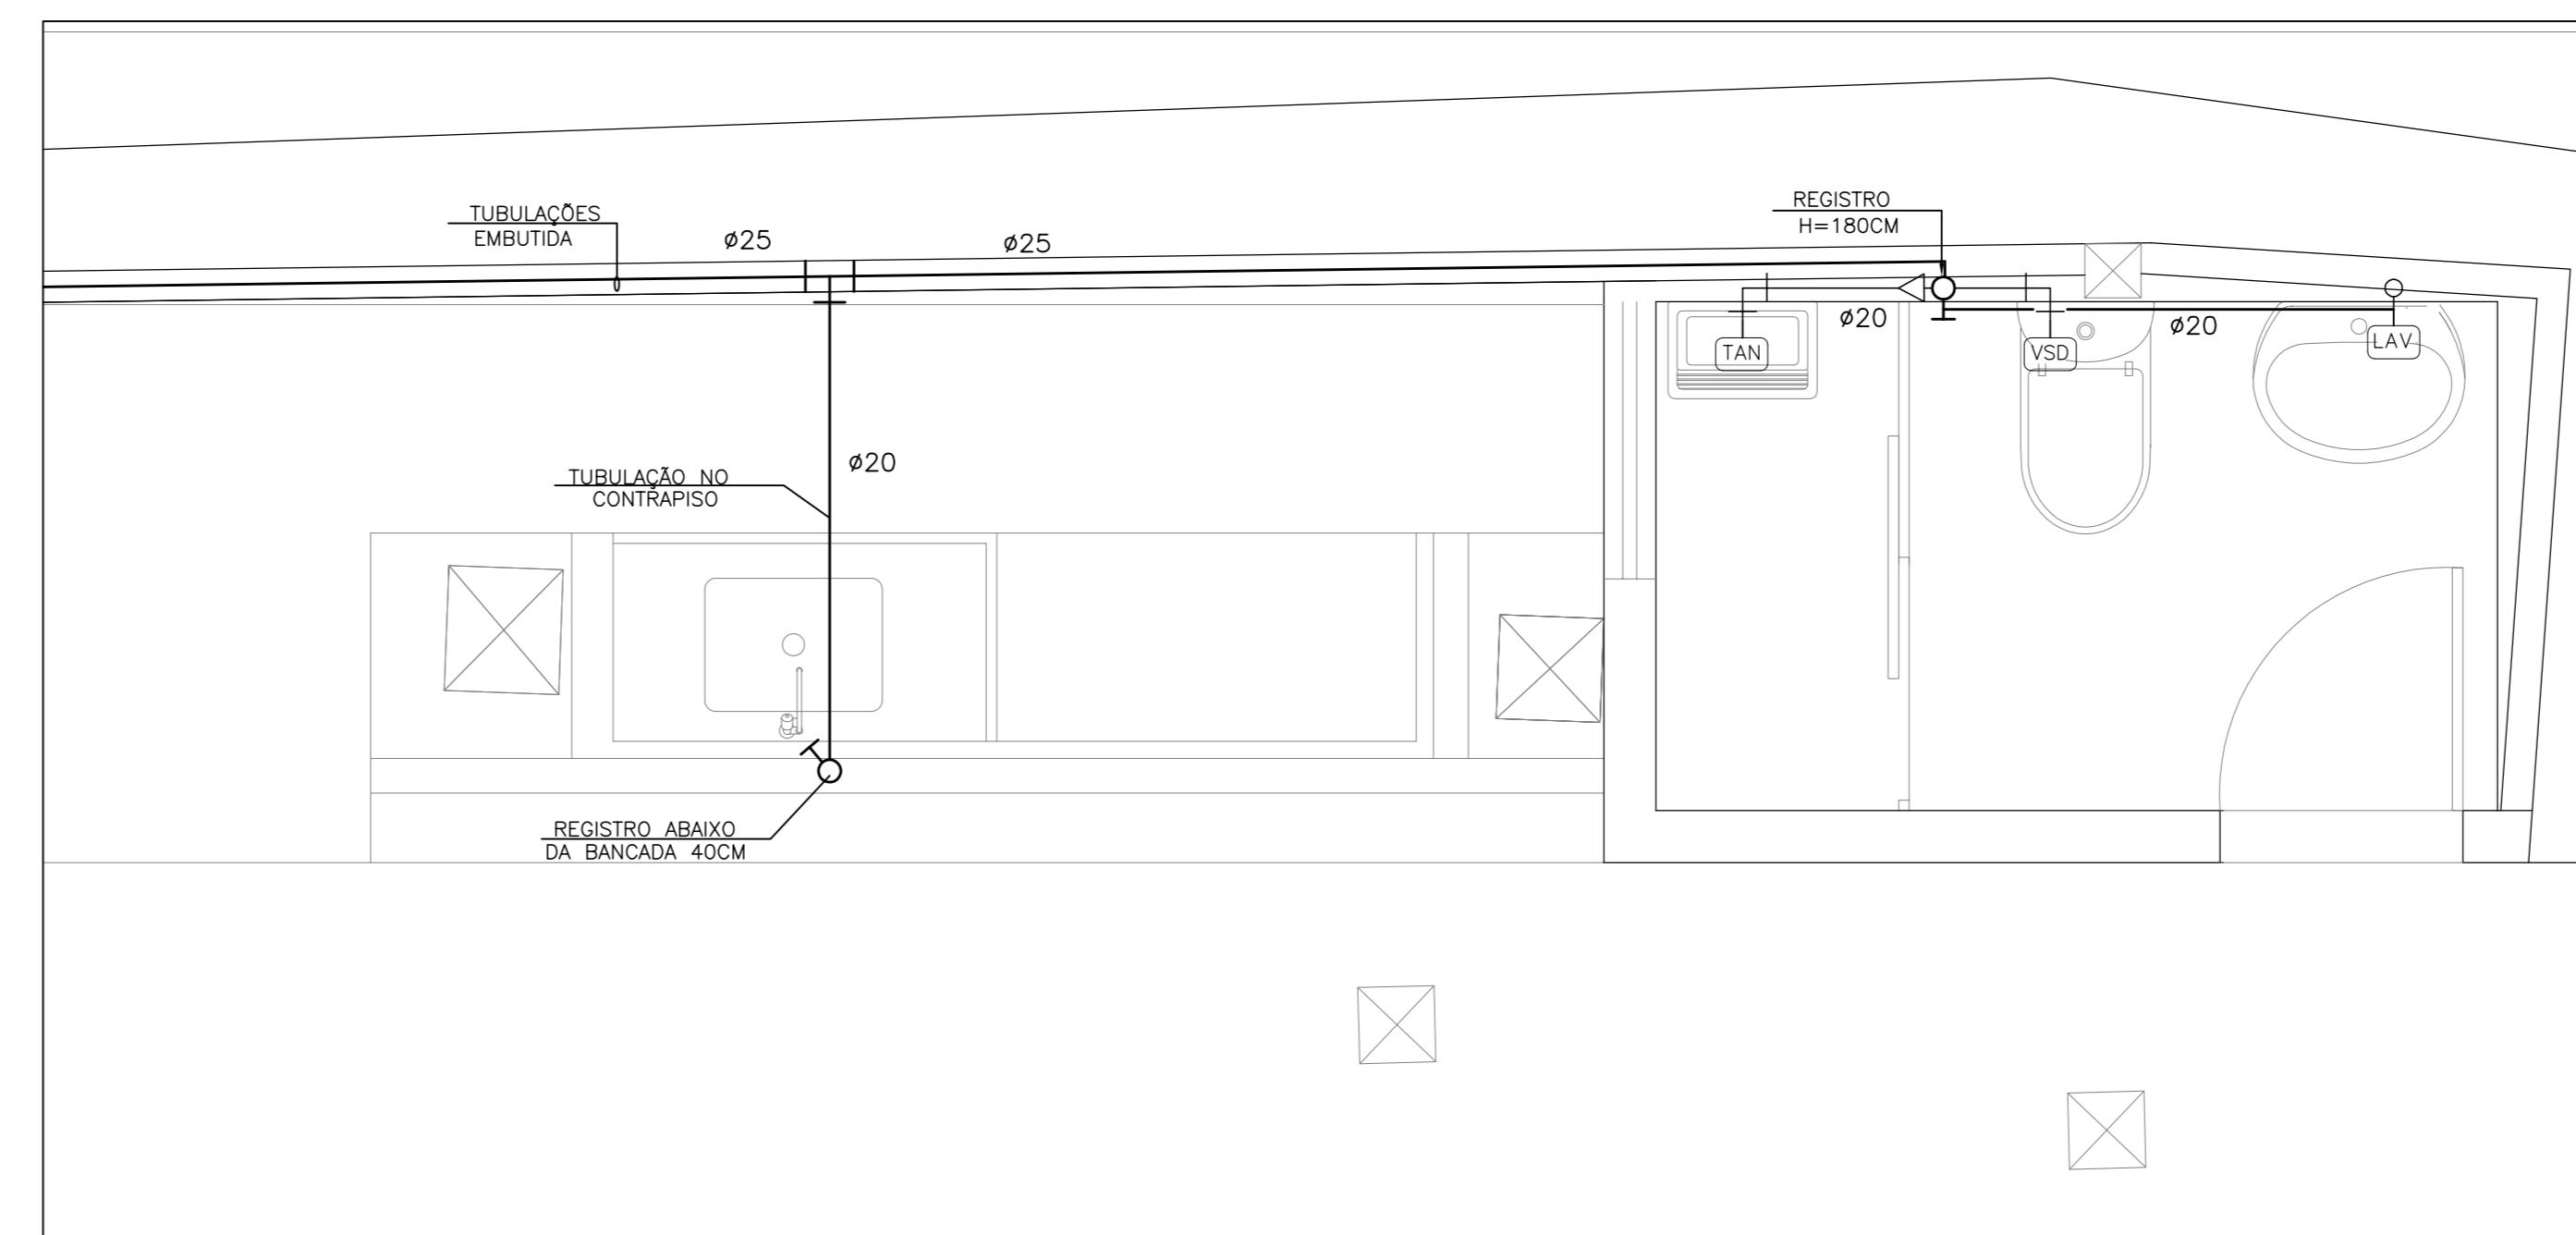 TUBULAÇÕES
EMBUTIDA
ø25
ø25
REGISTRO
H=180CM
ø20
ø20
TAN
VSD
LAV
ø20
TUBULAÇÃO NO
CONTRAPISO
REGISTRO ABAIXO
DA BANCADA 40CM